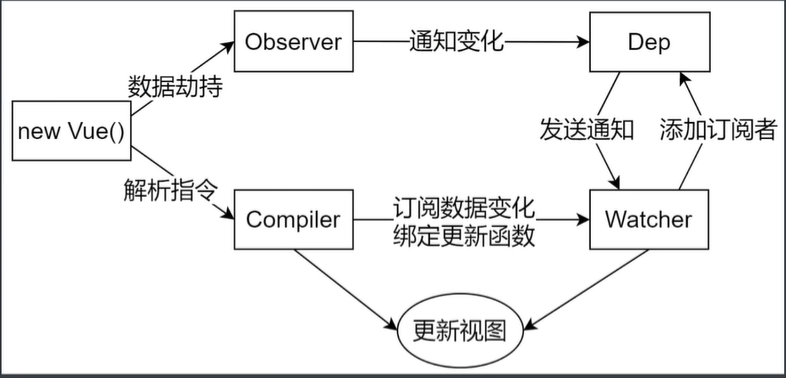 Observer
通知变化
Dep
数据劫持
new Vue()
发送通知
添加订阅者
解析指令
Compiler
订阅数据变化
绑定更新函数
Watcher
更新视图